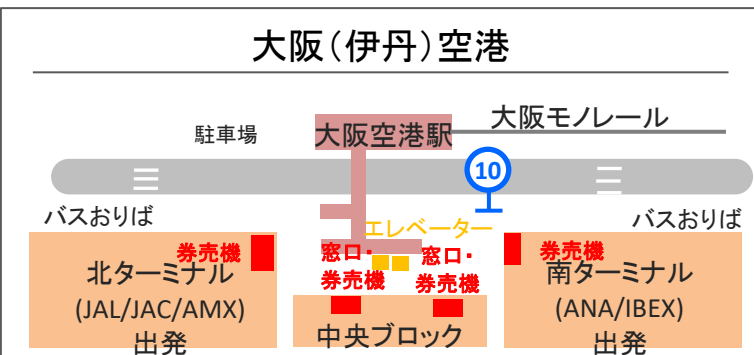 大阪（伊丹）空港
大阪モノレール
大阪空港駅
駐車場
10
バスおりば
バスおりば
エレベーター
券売機
窓口・
券売機
窓口・
券売機
券売機
北ターミナル
(JAL/JAC/AMX)
出発
中央ブロック
南ターミナル
(ANA/IBEX)
出発